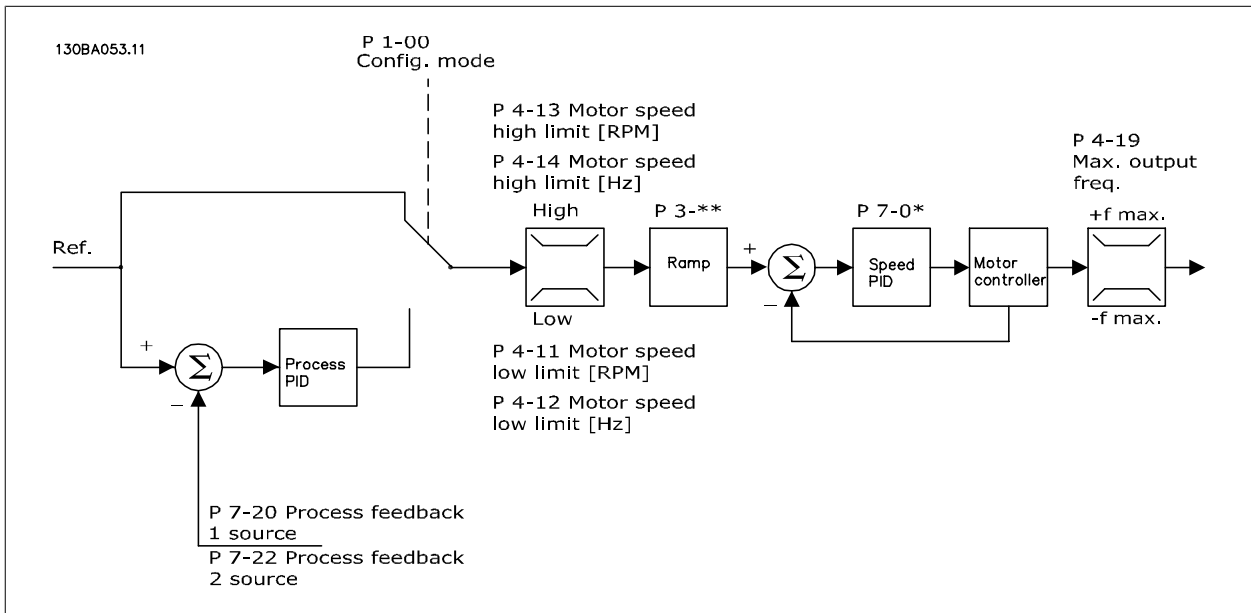 130BA053.11
P 1-00
Config. mode
P 4-13 Motor speed
high limit [RPM]
P 4-14 Motor speed
high limit [Hz]
P 4-19
Max. output
freq.
High
P 3-**
P 7-0*
+f max.
Ref.
Ramp
+
Σ
Speed
PID
Motor
controller
–
Low
-f max.
+
Σ
Process
PID
–
P 4-11 Motor speed
low limit [RPM]
P 4-12 Motor speed
low limit [Hz]
P 7-20 Process feedback
1 source
P 7-22 Process feedback
2 source